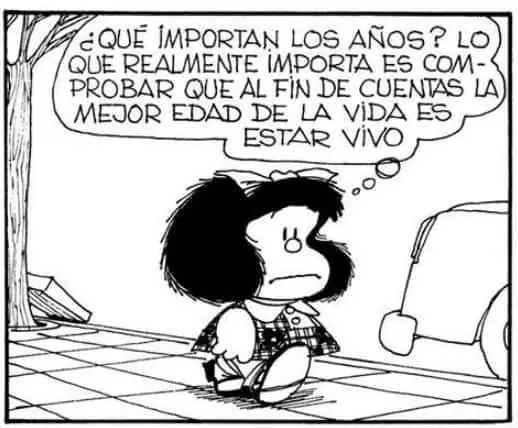 ¿QUÉ IMPORTAN LOS AÑOS? LO
QUE REALMENTE IMPORTA ES COM-
PROBAR QUE AL FIN DE CUENTAS LA
MEJOR EDAD DE LA VIDA ES
ESTAR VIVO